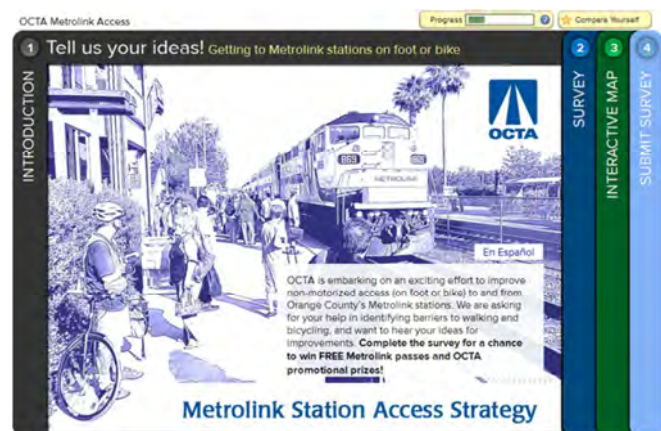 OCTA Metrolink Access
Progress
?
Compare Yourself
1 Tell us your ideas! Getting to Metrolink stations on foot or bike
INTRODUCTION
2
SURVEY
3
INTERACTIVE MAP
4
SUBMIT SURVEY
OCTA
869
METROLINK
En Español
OCTA is embarking on an exciting effort to improve
non-motorized access (on foot or bike) to and from
Orange County's Metrolink stations. We are asking
for your help in identifying barriers to walking and
bicycling, and want to hear your ideas for
improvements. Complete the survey for a chance
to win FREE Metrolink passes and OCTA
promotional prizes!
Metrolink Station Access Strategy